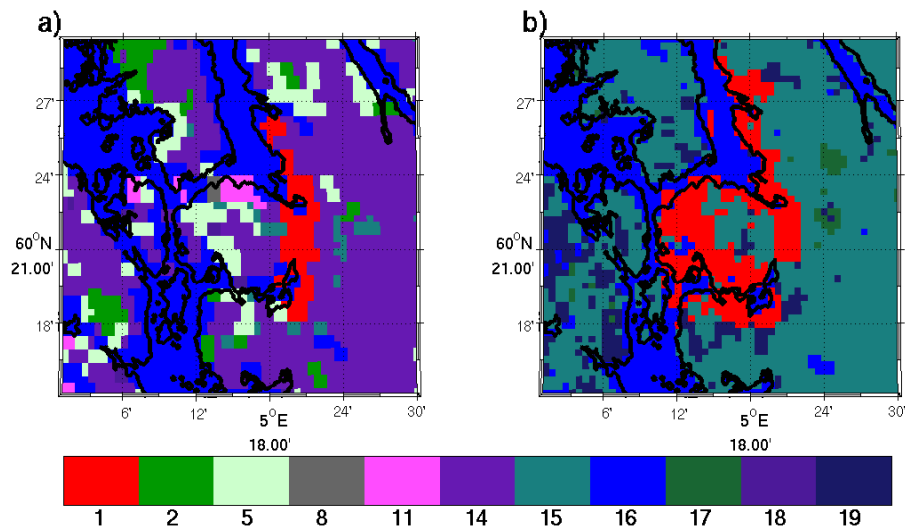 a) b)
27' 27'
24' 24'
60°N 60°N
21.00' 21.00'
18' 18'
6' 12' 5°E 24' 30' 6' 12' 5°E 24' 30'
18.00' 18.00'
1 2 5 8 11 14 15 16 17 18 19